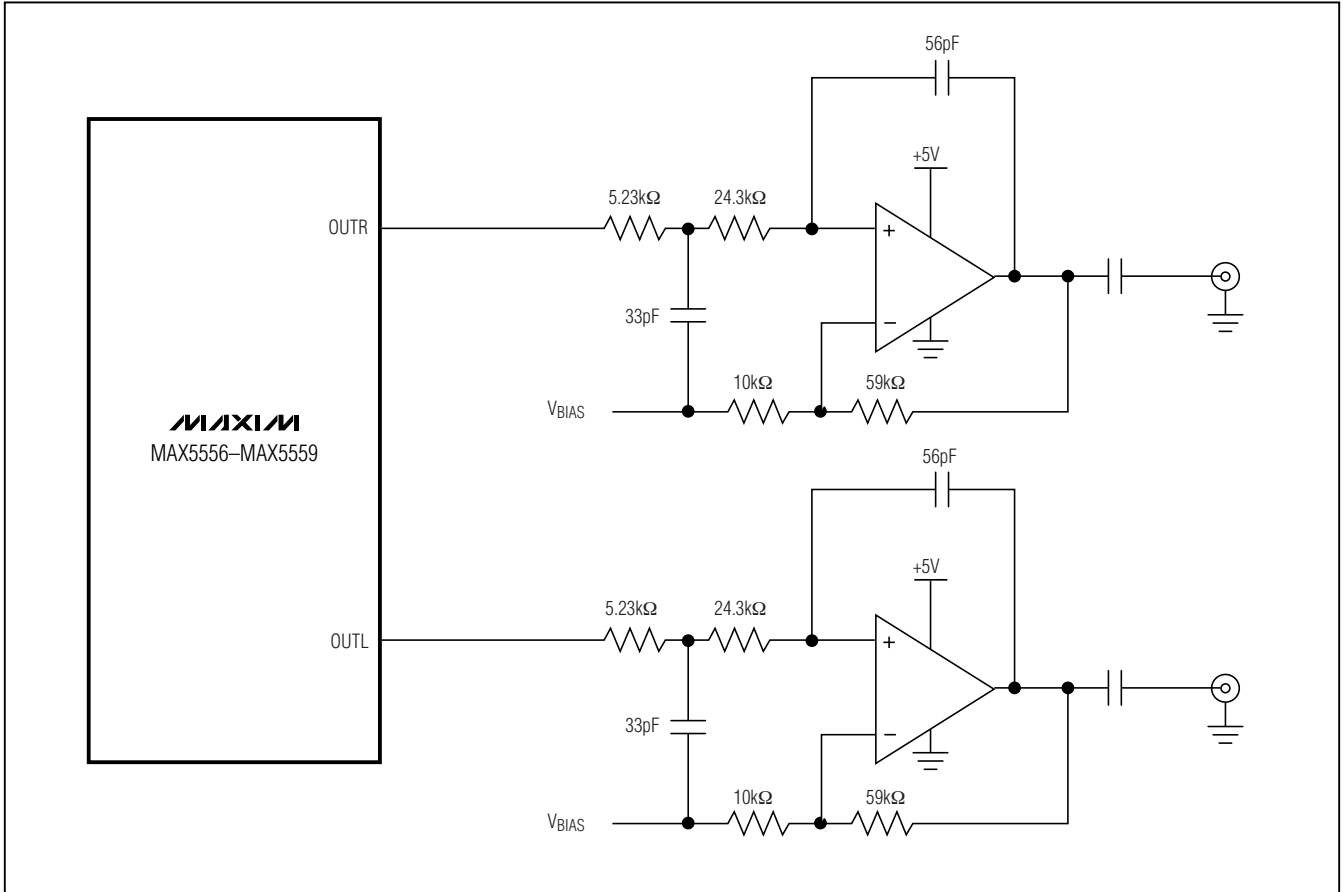 56pF
+5V
5.23kΩ
24.3kΩ
OUTR
+
33pF
−
10kΩ
59kΩ
VBIAS
MAXIM
MAX5556–MAX5559
56pF
+5V
5.23kΩ
24.3kΩ
OUTL
+
33pF
−
10kΩ
59kΩ
VBIAS